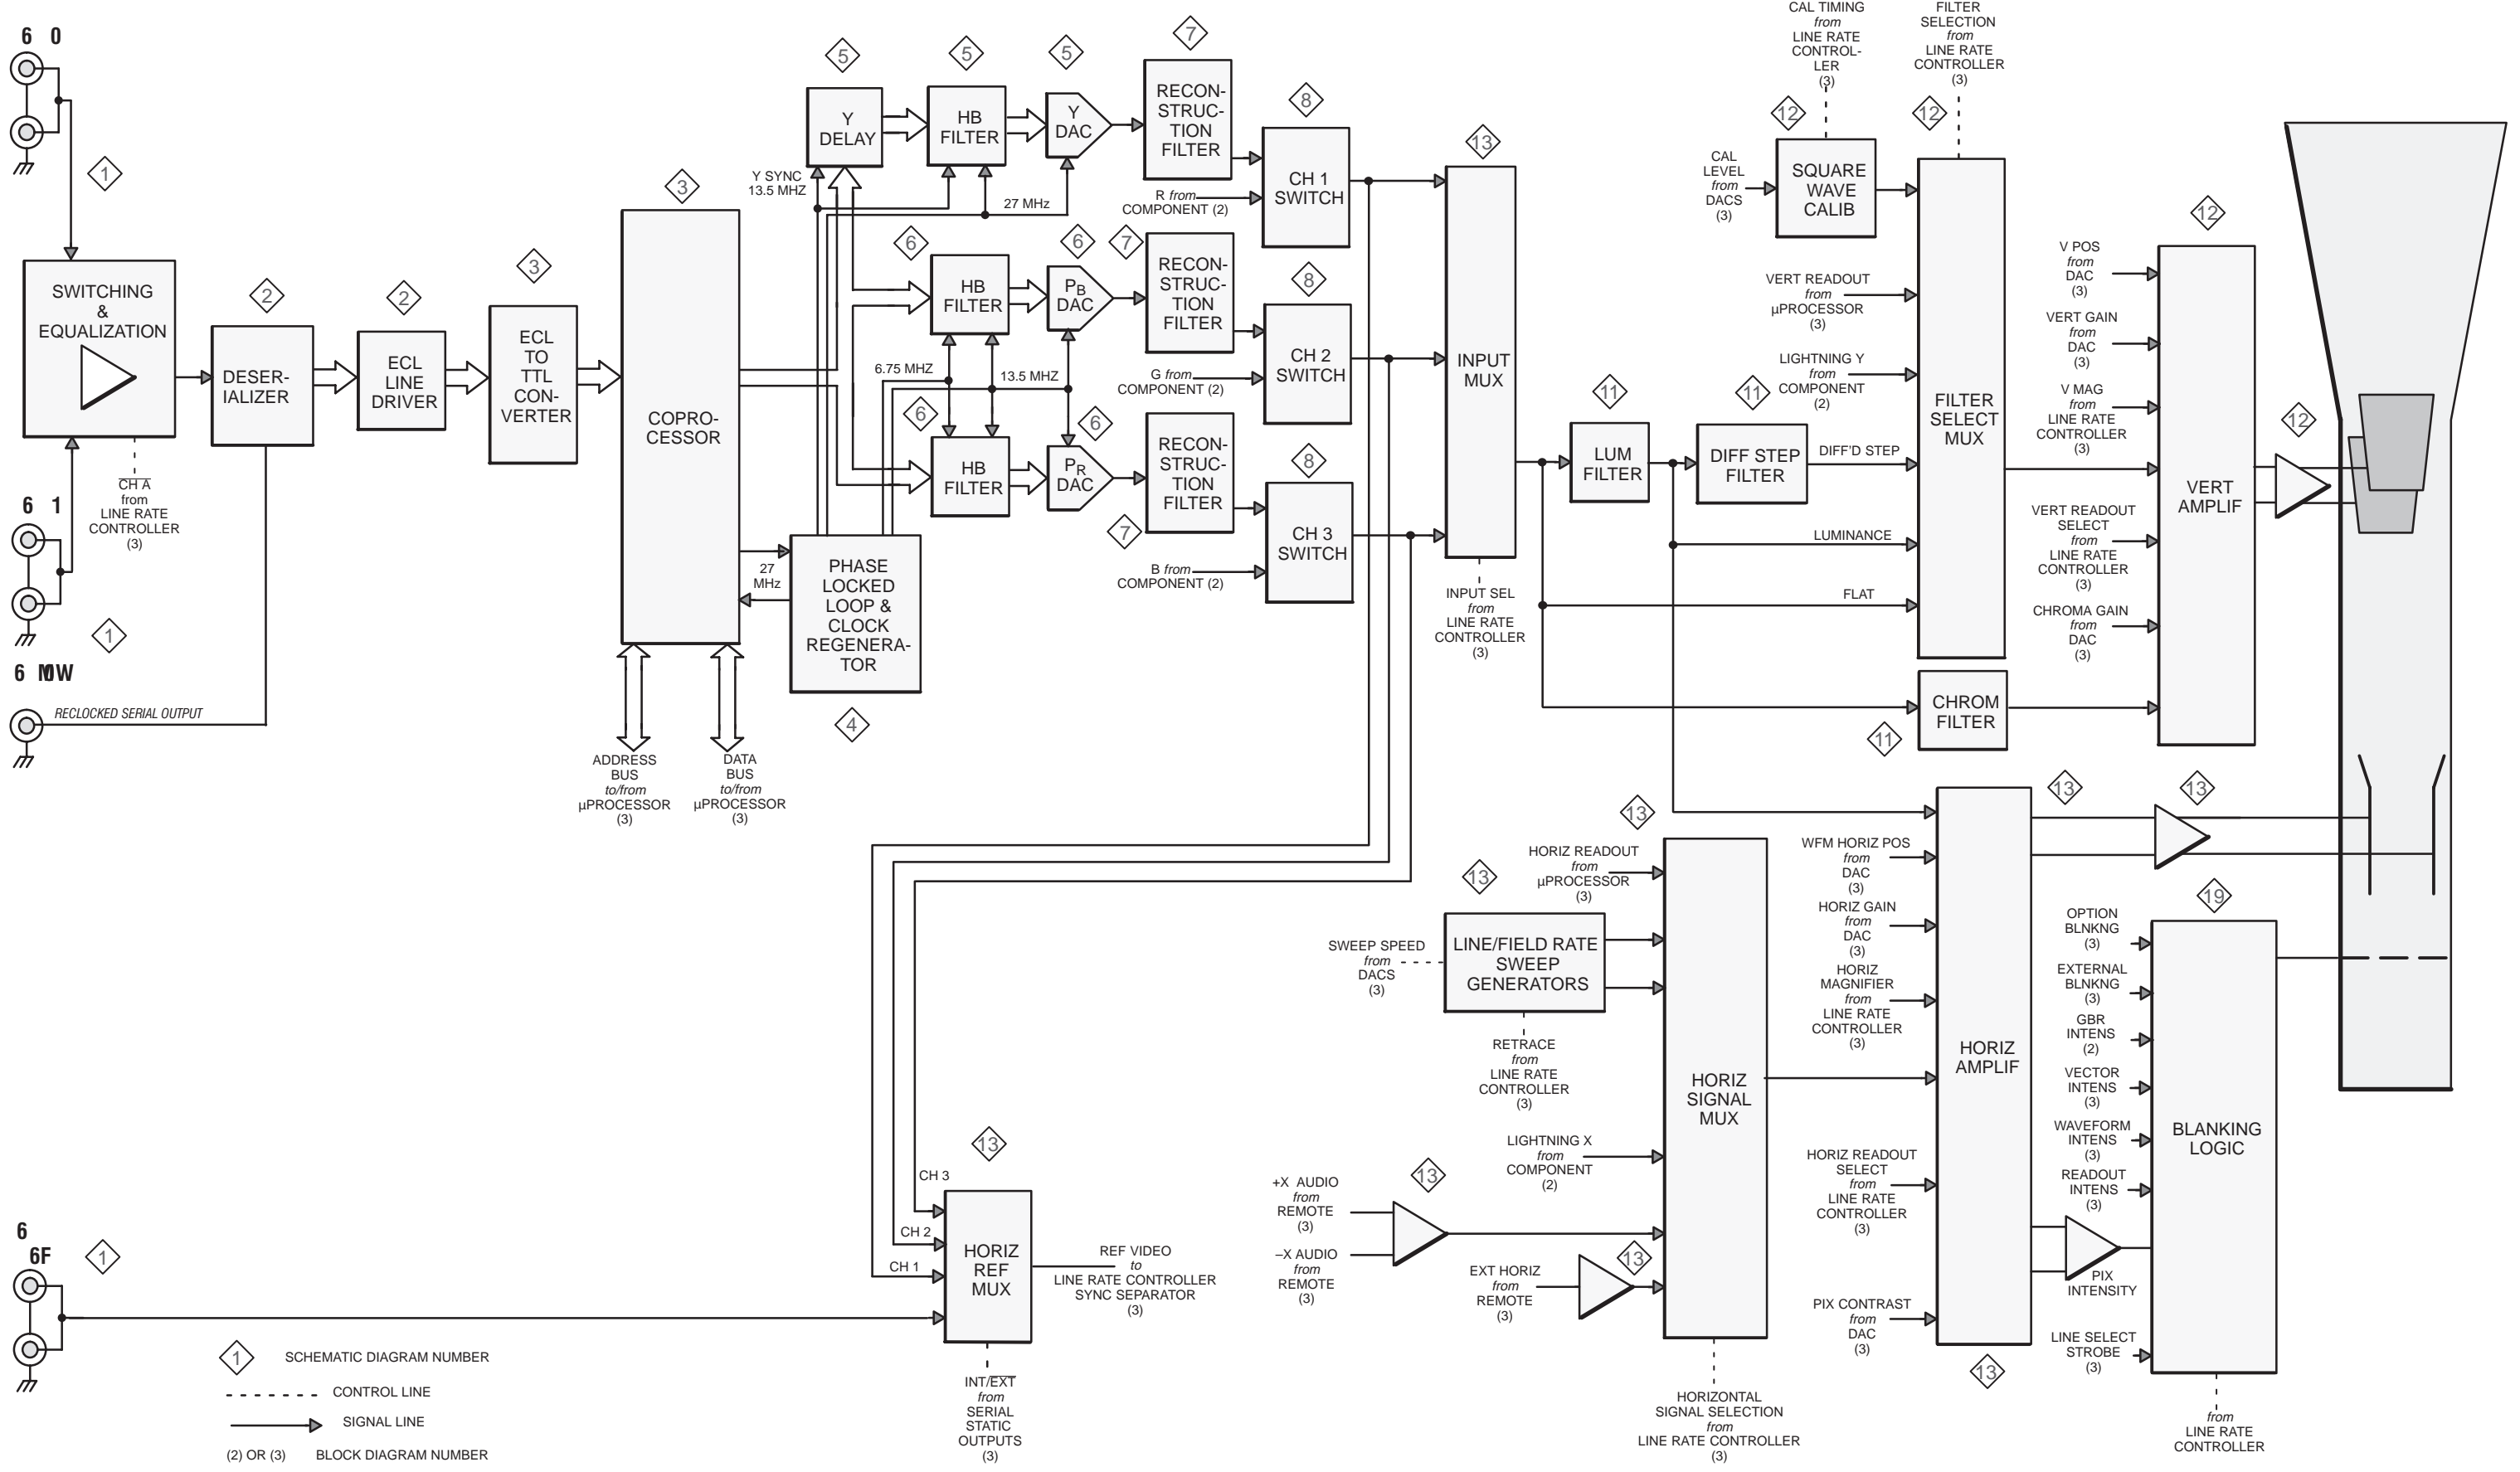 6 0
1
SWITCHING
&
EQUALIZATION
CH A
from
LINE RATE
CONTROLLER
(3)
6 1
1
6 M0W
RECLOCKED SERIAL OUTPUT
2
DESER-
IALIZER
2
ECL
LINE
DRIVER
3
ECL
TO
TTL
CON-
VERTER
3
COPRO-
CESSOR
ADDRESS
BUS
to/from
µPROCESSOR
(3)
DATA
BUS
to/from
µPROCESSOR
(3)
27
MHz
PHASE
LOCKED
LOOP &
CLOCK
REGENERA-
TOR
4
5
Y
DELAY
Y SYNC
13.5 MHZ
5
HB
FILTER
5
Y
DAC
27 MHz
7
RECON-
STRUC-
TION
FILTER
R from
COMPONENT (2)
8
CH 1
SWITCH
6
HB
FILTER
6
PB
DAC
7
RECON-
STRUC-
TION
FILTER
G from
COMPONENT (2)
8
CH 2
SWITCH
6.75 MHZ
13.5 MHZ
6
HB
FILTER
6
PR
DAC
7
RECON-
STRUC-
TION
FILTER
B from
COMPONENT (2)
8
CH 3
SWITCH
13
INPUT
MUX
INPUT SEL
from
LINE RATE
CONTROLLER
(3)
11
LUM
FILTER
11
DIFF STEP
FILTER
DIFF'D STEP
LUMINANCE
FLAT
CAL TIMING
from
LINE RATE
CONTROL-
LER
(3)
12
CAL
LEVEL
from
DACS
(3)
SQUARE
WAVE
CALIB
FILTER
SELECTION
from
LINE RATE
CONTROLLER
(3)
12
VERT READOUT
from
µPROCESSOR
(3)
LIGHTNING Y
from
COMPONENT
(2)
FILTER
SELECT
MUX
CHROM
FILTER
11
12
V POS
from
DAC
(3)
VERT GAIN
from
DAC
(3)
V MAG
from
LINE RATE
CONTROLLER
(3)
VERT READOUT
SELECT
from
LINE RATE
CONTROLLER
(3)
CHROMA GAIN
from
DAC
(3)
VERT
AMPLIF
12
13
HORIZ READOUT
from
µPROCESSOR
(3)
13
SWEEP SPEED
from
DACS
(3)
LINE/FIELD RATE
SWEEP
GENERATORS
RETRACE
from
LINE RATE
CONTROLLER
(3)
LIGHTNING X
from
COMPONENT
(2)
+X AUDIO
from
REMOTE
(3)
–X AUDIO
from
REMOTE
(3)
13
EXT HORIZ
from
REMOTE
(3)
13
HORIZ
SIGNAL
MUX
HORIZONTAL
SIGNAL SELECTION
from
LINE RATE CONTROLLER
(3)
WFM HORIZ POS
from
DAC
(3)
HORIZ GAIN
from
DAC
(3)
HORIZ
MAGNIFIER
from
LINE RATE
CONTROLLER
(3)
HORIZ READOUT
SELECT
from
LINE RATE
CONTROLLER
(3)
PIX CONTRAST
from
DAC
(3)
HORIZ
AMPLIF
13
13
13
PIX
INTENSITY
19
OPTION
BLNKNG
(3)
EXTERNAL
BLNKNG
(3)
GBR
INTENS
(2)
VECTOR
INTENS
(3)
WAVEFORM
INTENS
(3)
READOUT
INTENS
(3)
LINE SELECT
STROBE
(3)
BLANKING
LOGIC
from
LINE RATE
CONTROLLER
13
CH 3
CH 2
CH 1
HORIZ
REF
MUX
REF VIDEO
to
LINE RATE CONTROLLER
SYNC SEPARATOR
(3)
INT/EXT
from
SERIAL
STATIC
OUTPUTS
(3)
6
6F
1
1 SCHEMATIC DIAGRAM NUMBER
CONTROL LINE
SIGNAL LINE
(2) OR (3) BLOCK DIAGRAM NUMBER